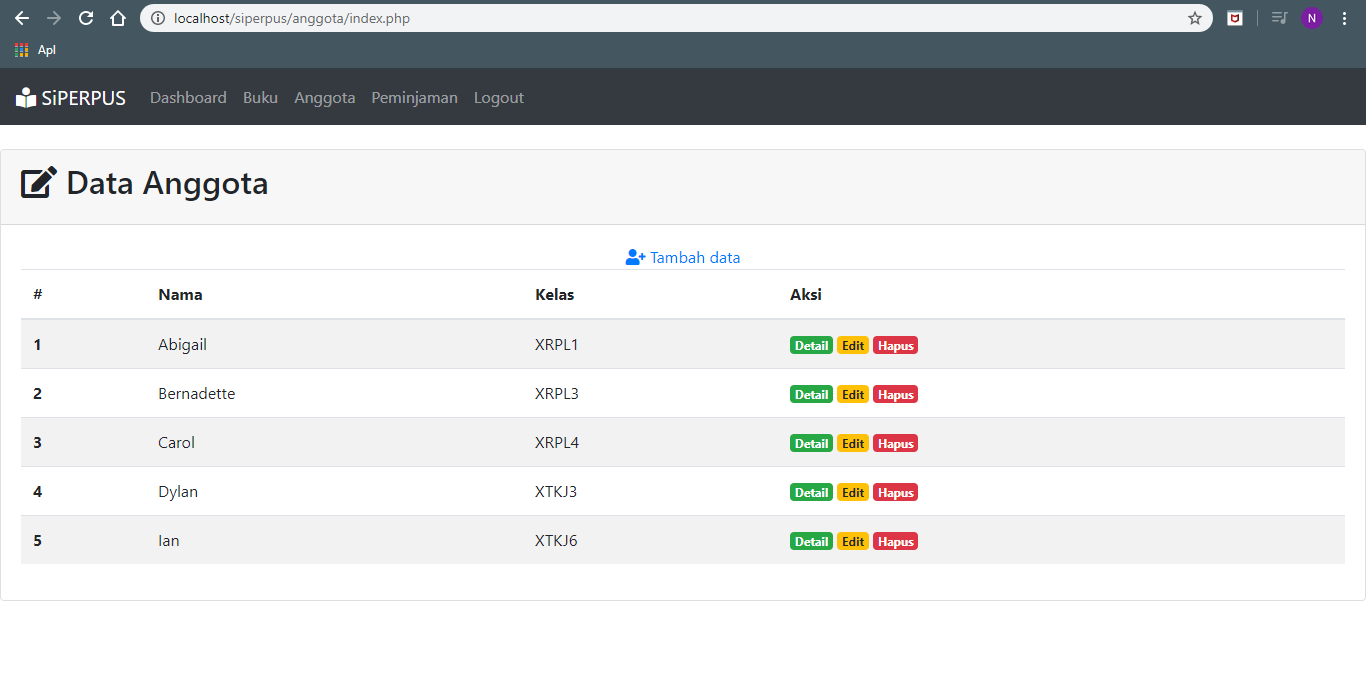 localhost/siperpus/anggota/index.php
N
Apl
SiPERPUS Dashboard Buku Anggota Peminjaman Logout
Data Anggota
Tambah data
# Nama Kelas Aksi
1 Abigail XRPL1 Detail Edit Hapus
2 Bernadette XRPL3 Detail Edit Hapus
3 Carol XRPL4 Detail Edit Hapus
4 Dylan XTKJ3 Detail Edit Hapus
5 Ian XTKJ6 Detail Edit Hapus